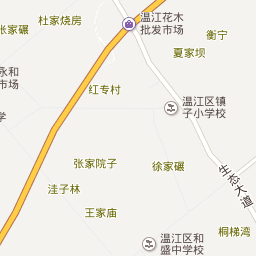 杜家烧房
温江花木
批发市场
衡宁
张家碾
夏家坝
永和
市场
红专村
温江区镇
子小学校
学
张家院子
徐家碾
生态大道
洼子林
王家庙
桐梯湾
温江区和
盛中学校